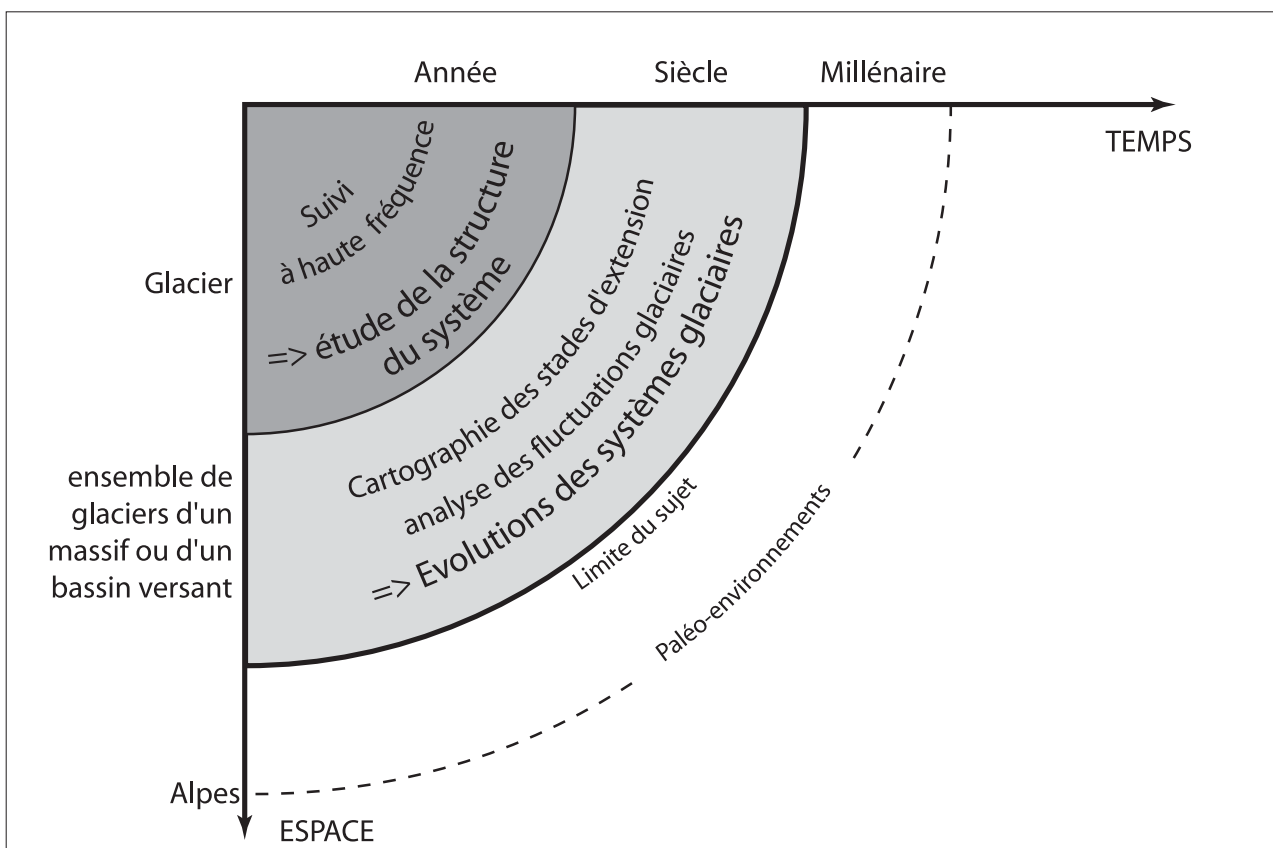 Année
Siècle
Millénaire
TEMPS
Suivi
à haute fréquence
=> étude de la structure
du système
Glacier
Cartographie des stades d'extension
analyse des fluctuations glaciaires
=> Evolutions des systèmes glaciaires
Limite du sujet
Paléo-environnements
ensemble de
glaciers d'un
massif ou d'un
bassin versant
Alpes
ESPACE